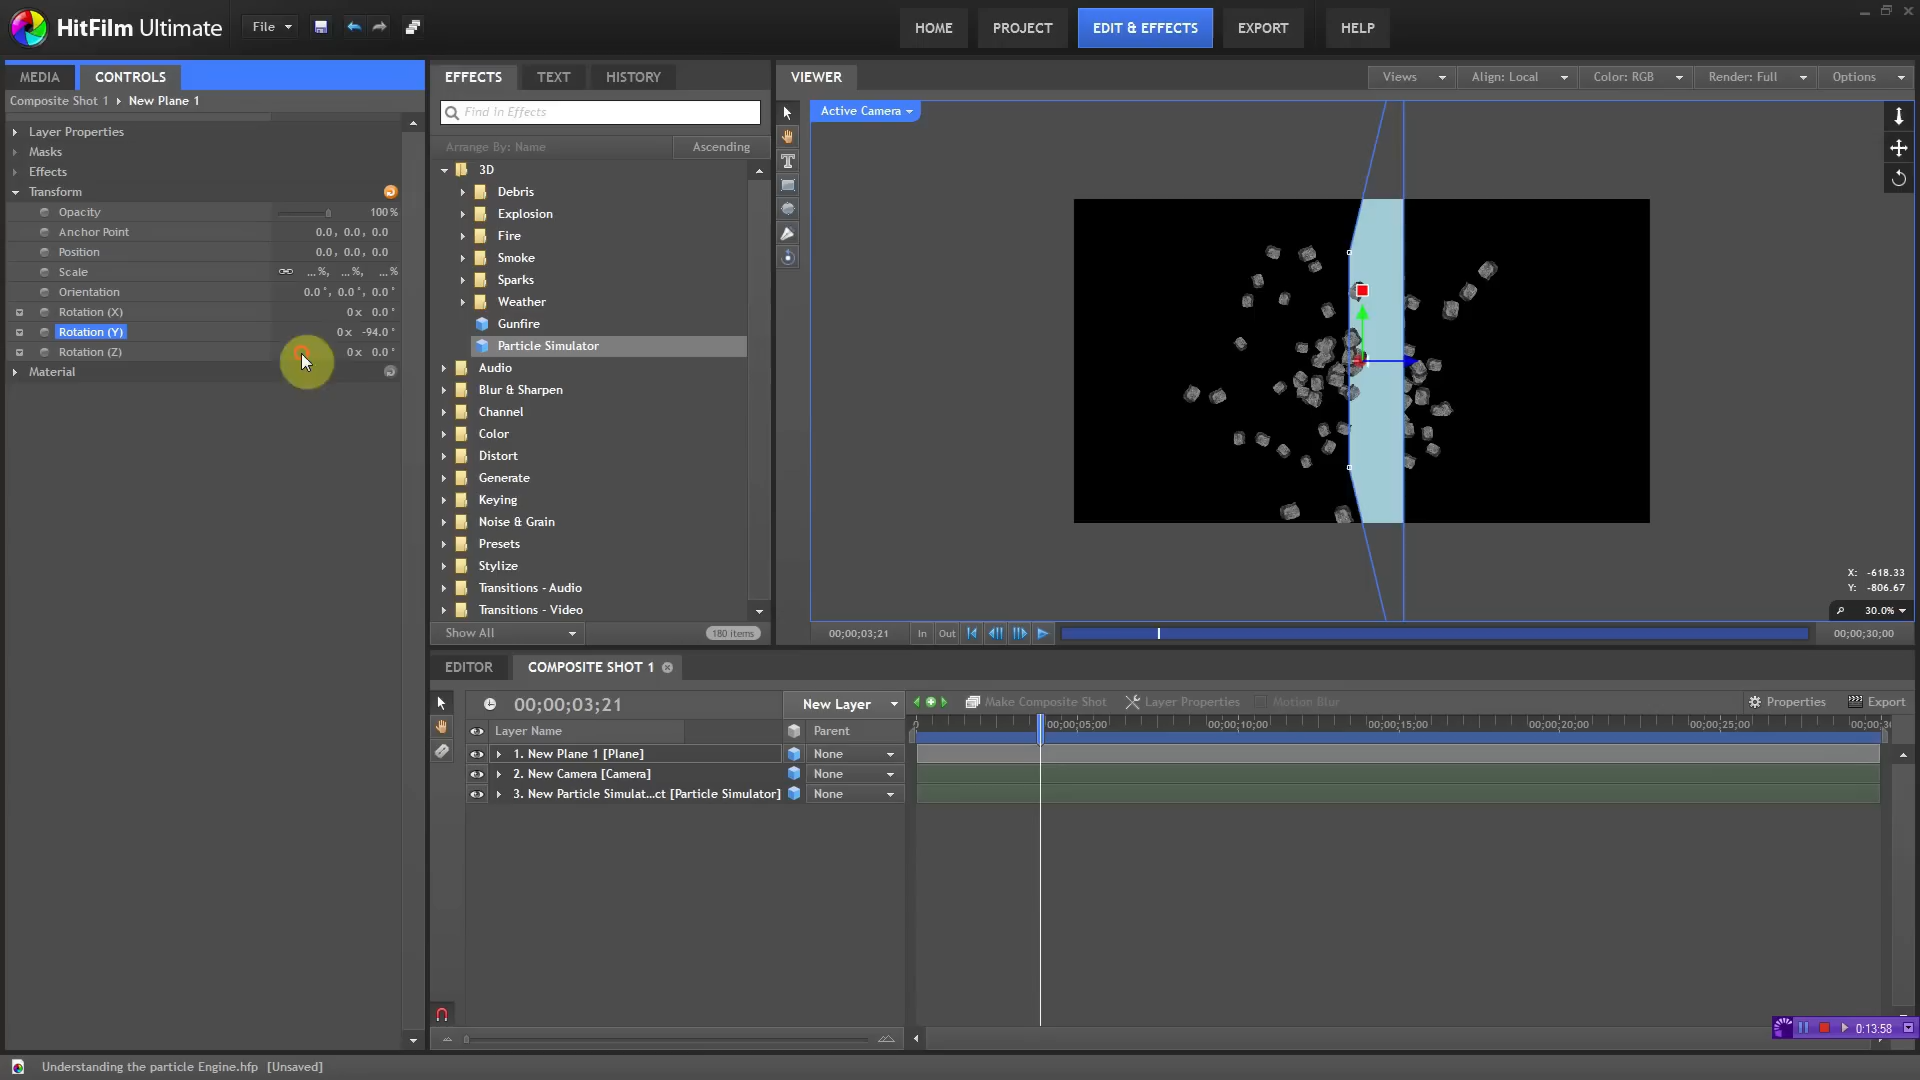 HitFilm Ultimate
File
HOME
PROJECT
EDIT & EFFECTS
EXPORT
HELP
MEDIA
CONTROLS
Composite Shot 1 ▸ New Plane 1
Layer Properties
Masks
Effects
Transform
Opacity 100%
Anchor Point 0.0, 0.0, 0.0
Position 0.0, 0.0, 0.0
Scale ...%, ...%, ...%
Orientation 0.0°, 0.0°, 0.0°
Rotation (X) 0x 0.0°
Rotation (Y) 0x -94.0°
Rotation (Z) 0x 0.0°
Material
EFFECTS
TEXT
HISTORY
Find in Effects
Arrange By: Name
Ascending
3D
Debris
Explosion
Fire
Smoke
Sparks
Weather
Gunfire
Particle Simulator
Audio
Blur & Sharpen
Channel
Color
Distort
Generate
Keying
Noise & Grain
Presets
Stylize
Transitions - Audio
Transitions - Video
Show All
180 items
VIEWER
Views
Align: Local
Color: RGB
Render: Full
Options
Active Camera
X: -618.33
Y: -806.67
30.0%
00;00;03;21
In
Out
00;00;30;00
EDITOR
COMPOSITE SHOT 1
00;00;03;21
New Layer
Make Composite Shot
Layer Properties
Motion Blur
Properties
Export
Layer Name
Parent
0
00;00;05;00
00;00;10;00
00;00;15;00
00;00;20;00
00;00;25;00
1. New Plane 1 [Plane] None
2. New Camera [Camera] None
3. New Particle Simulat...ct [Particle Simulator] None
0:13:58
Understanding the particle Engine.hfp [Unsaved]